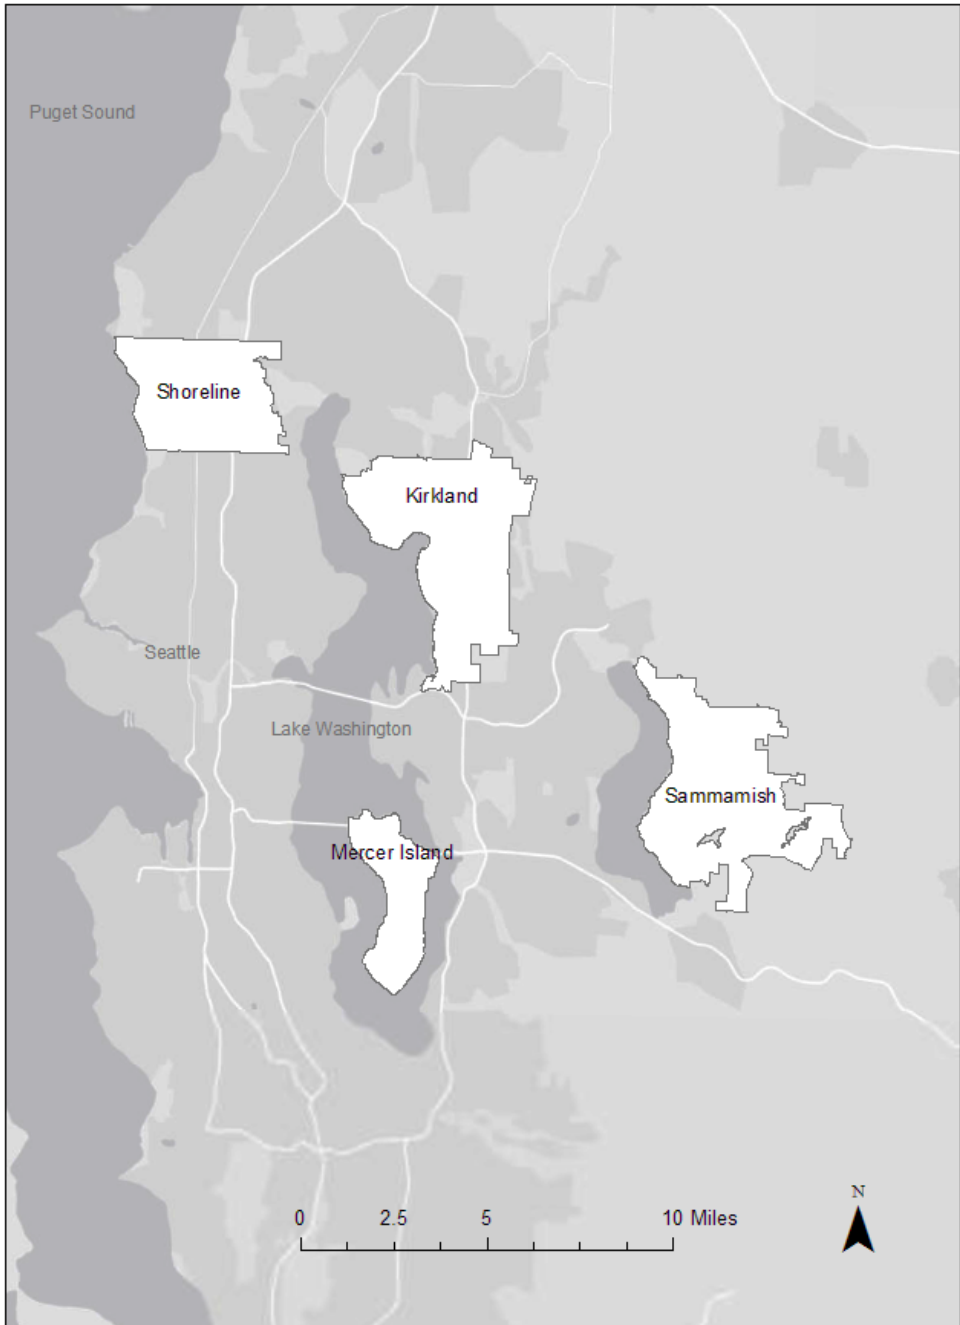 Puget Sound
Shoreline
Kirkland
Seattle
Lake Washington
Sammamish
Mercer Island
N
0 2.5 5 10 Miles